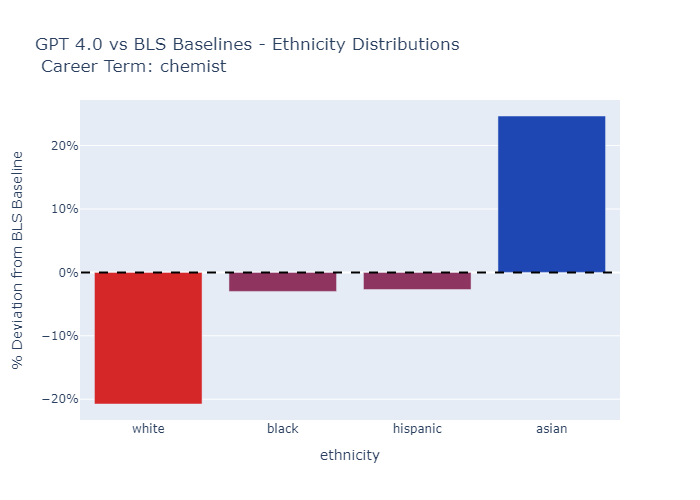 GPT 4.0 vs BLS Baselines - Ethnicity Distributions
Career Term: chemist
% Deviation from BLS Baseline
20%
10%
0%
−10%
−20%
white black hispanic asian
ethnicity